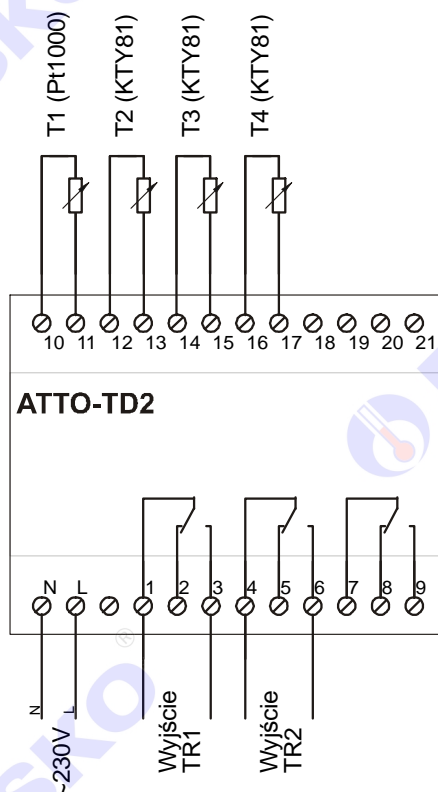 T1 (Pt1000)
T2 (KTY81)
T3 (KTY81)
T4 (KTY81)
10 11 12 13 14 15 16 17 18 19 20 21
ATTO-TD2
N L 1 2 3 4 5 6 7 8 9
N
L
~230V
Wyjście
TR1
Wyjście
TR2
®